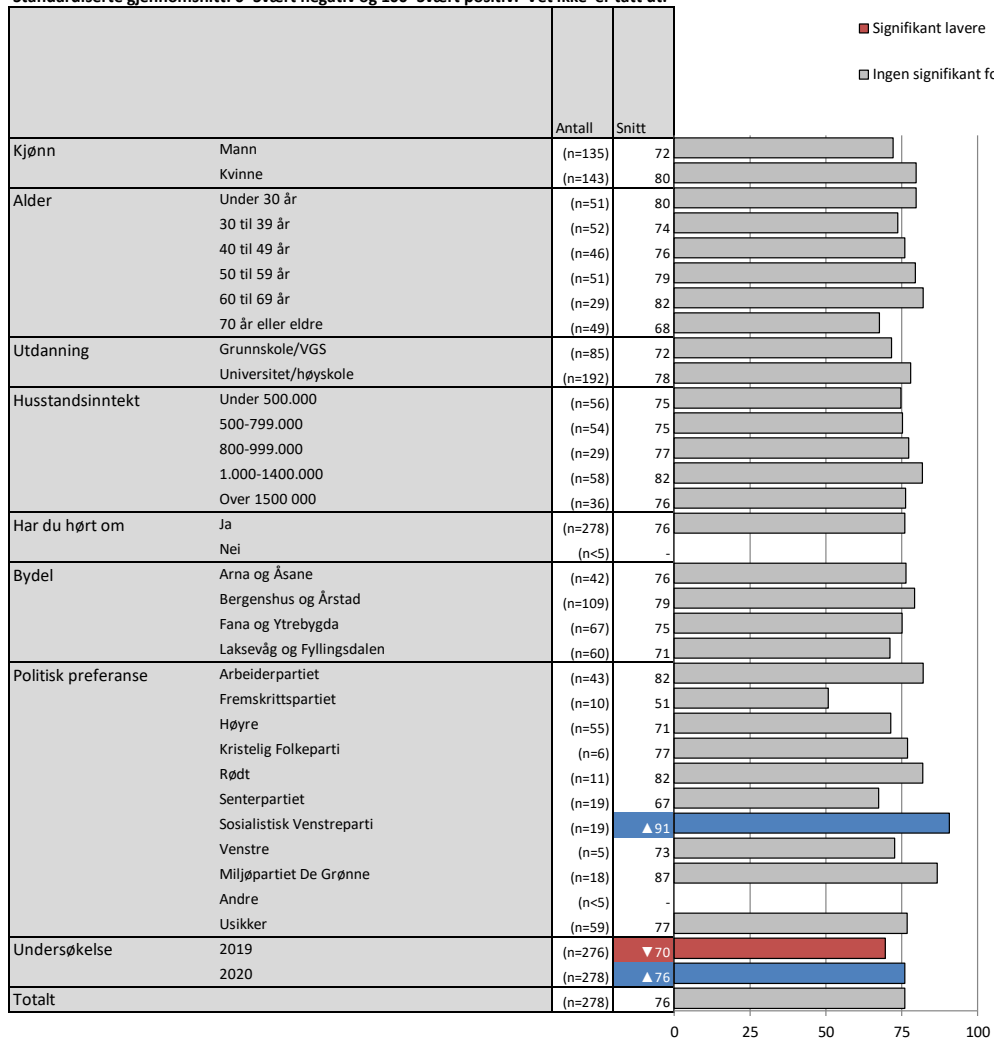 Signifikant lavere
Ingen signifikant
Antall Snitt
Kjønn Mann (n=135) 72
Kvinne (n=143) 80
Alder Under 30 år (n=51) 80
30 til 39 år (n=52) 74
40 til 49 år (n=46) 76
50 til 59 år (n=51) 79
60 til 69 år (n=29) 82
70 år eller eldre (n=49) 68
Utdanning Grunnskole/VGS (n=85) 72
Universitet/høyskole (n=192) 78
Husstandsinntekt Under 500.000 (n=56) 75
500-799.000 (n=54) 75
800-999.000 (n=29) 77
1.000-1400.000 (n=58) 82
Over 1500 000 (n=36) 76
Har du hørt om Ja (n=278) 76
Nei (n<5) -
Bydel Arna og Åsane (n=42) 76
Bergenshus og Årstad (n=109) 79
Fana og Ytrebygda (n=67) 75
Laksevåg og Fyllingsdalen (n=60) 71
Politisk preferanse Arbeiderpartiet (n=43) 82
Fremskrittspartiet (n=10) 51
Høyre (n=55) 71
Kristelig Folkeparti (n=6) 77
Rødt (n=11) 82
Senterpartiet (n=19) 67
Sosialistisk Venstreparti (n=19) ▲91
Venstre (n=5) 73
Miljøpartiet De Grønne (n=18) 87
Andre (n<5) -
Usikker (n=59) 77
Undersøkelse 2019 (n=276) ▼70
2020 (n=278) ▲76
Totalt (n=278) 76
0 25 50 75 100